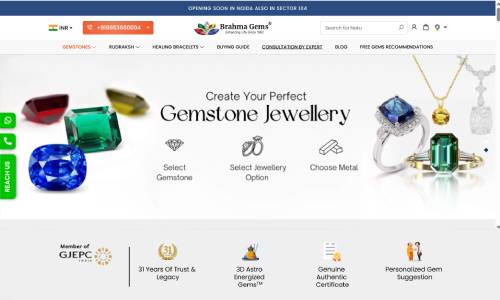 OPENING SOON IN NOIDA ALSO IN SECTOR 104
INR
+919953650004
Brahma Gems
Enhancing Life Since 1992
Search for Neelu
GEMSTONES
RUDRAKSH
HEALING BRACELETS
BUYING GUIDE
CONSULTATION BY EXPERT
BLOG
FREE GEMS RECOMMENDATIONS
Create Your Perfect
Gemstone Jewellery
Select
Gemstone
Select Jewellery
Option
Choose Metal
REACH US
Member of
GJEPC
INDIA
31
31 Years Of Trust &
Legacy
3D Astro
Energized
Gems™
Genuine
Authentic
Certificate
Personalized Gem
Suggestion